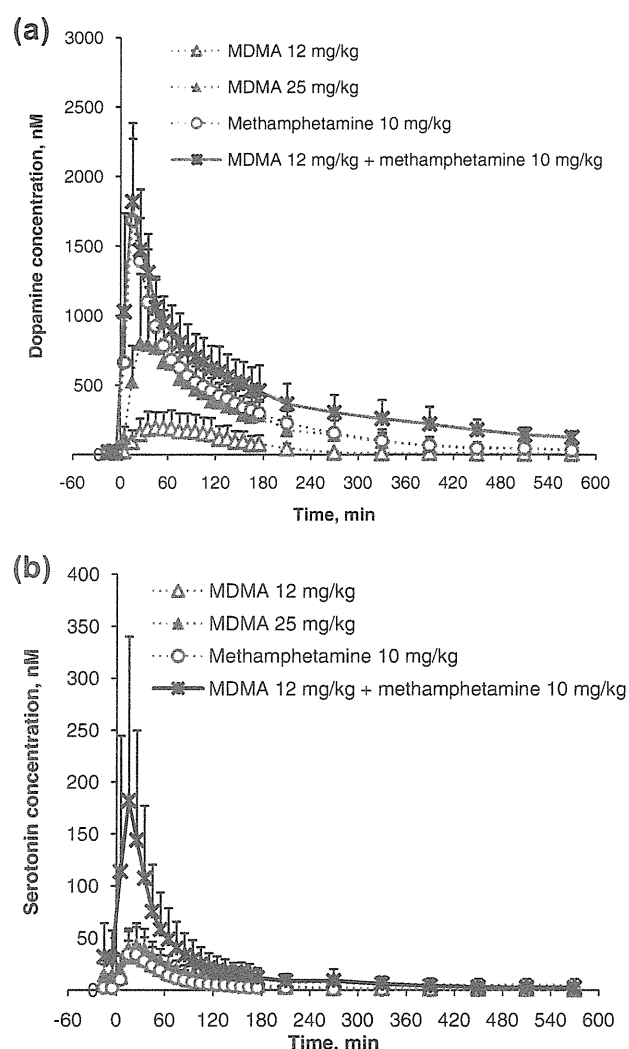 (a)
3000
2500
2000
1500
1000
500
0
Dopamine concentration, nM
MDMA 12 mg/kg
MDMA 25 mg/kg
Methamphetamine 10 mg/kg
MDMA 12 mg/kg + methamphetamine 10 mg/kg
-60 0 60 120 180 240 300 360 420 480 540 600
Time, min
(b)
400
350
300
250
200
150
100
50
0
Serotonin concentration, nM
MDMA 12 mg/kg
MDMA 25 mg/kg
Methamphetamine 10 mg/kg
MDMA 12 mg/kg + methamphetamine 10 mg/kg
-60 0 60 120 180 240 300 360 420 480 540 600
Time, min